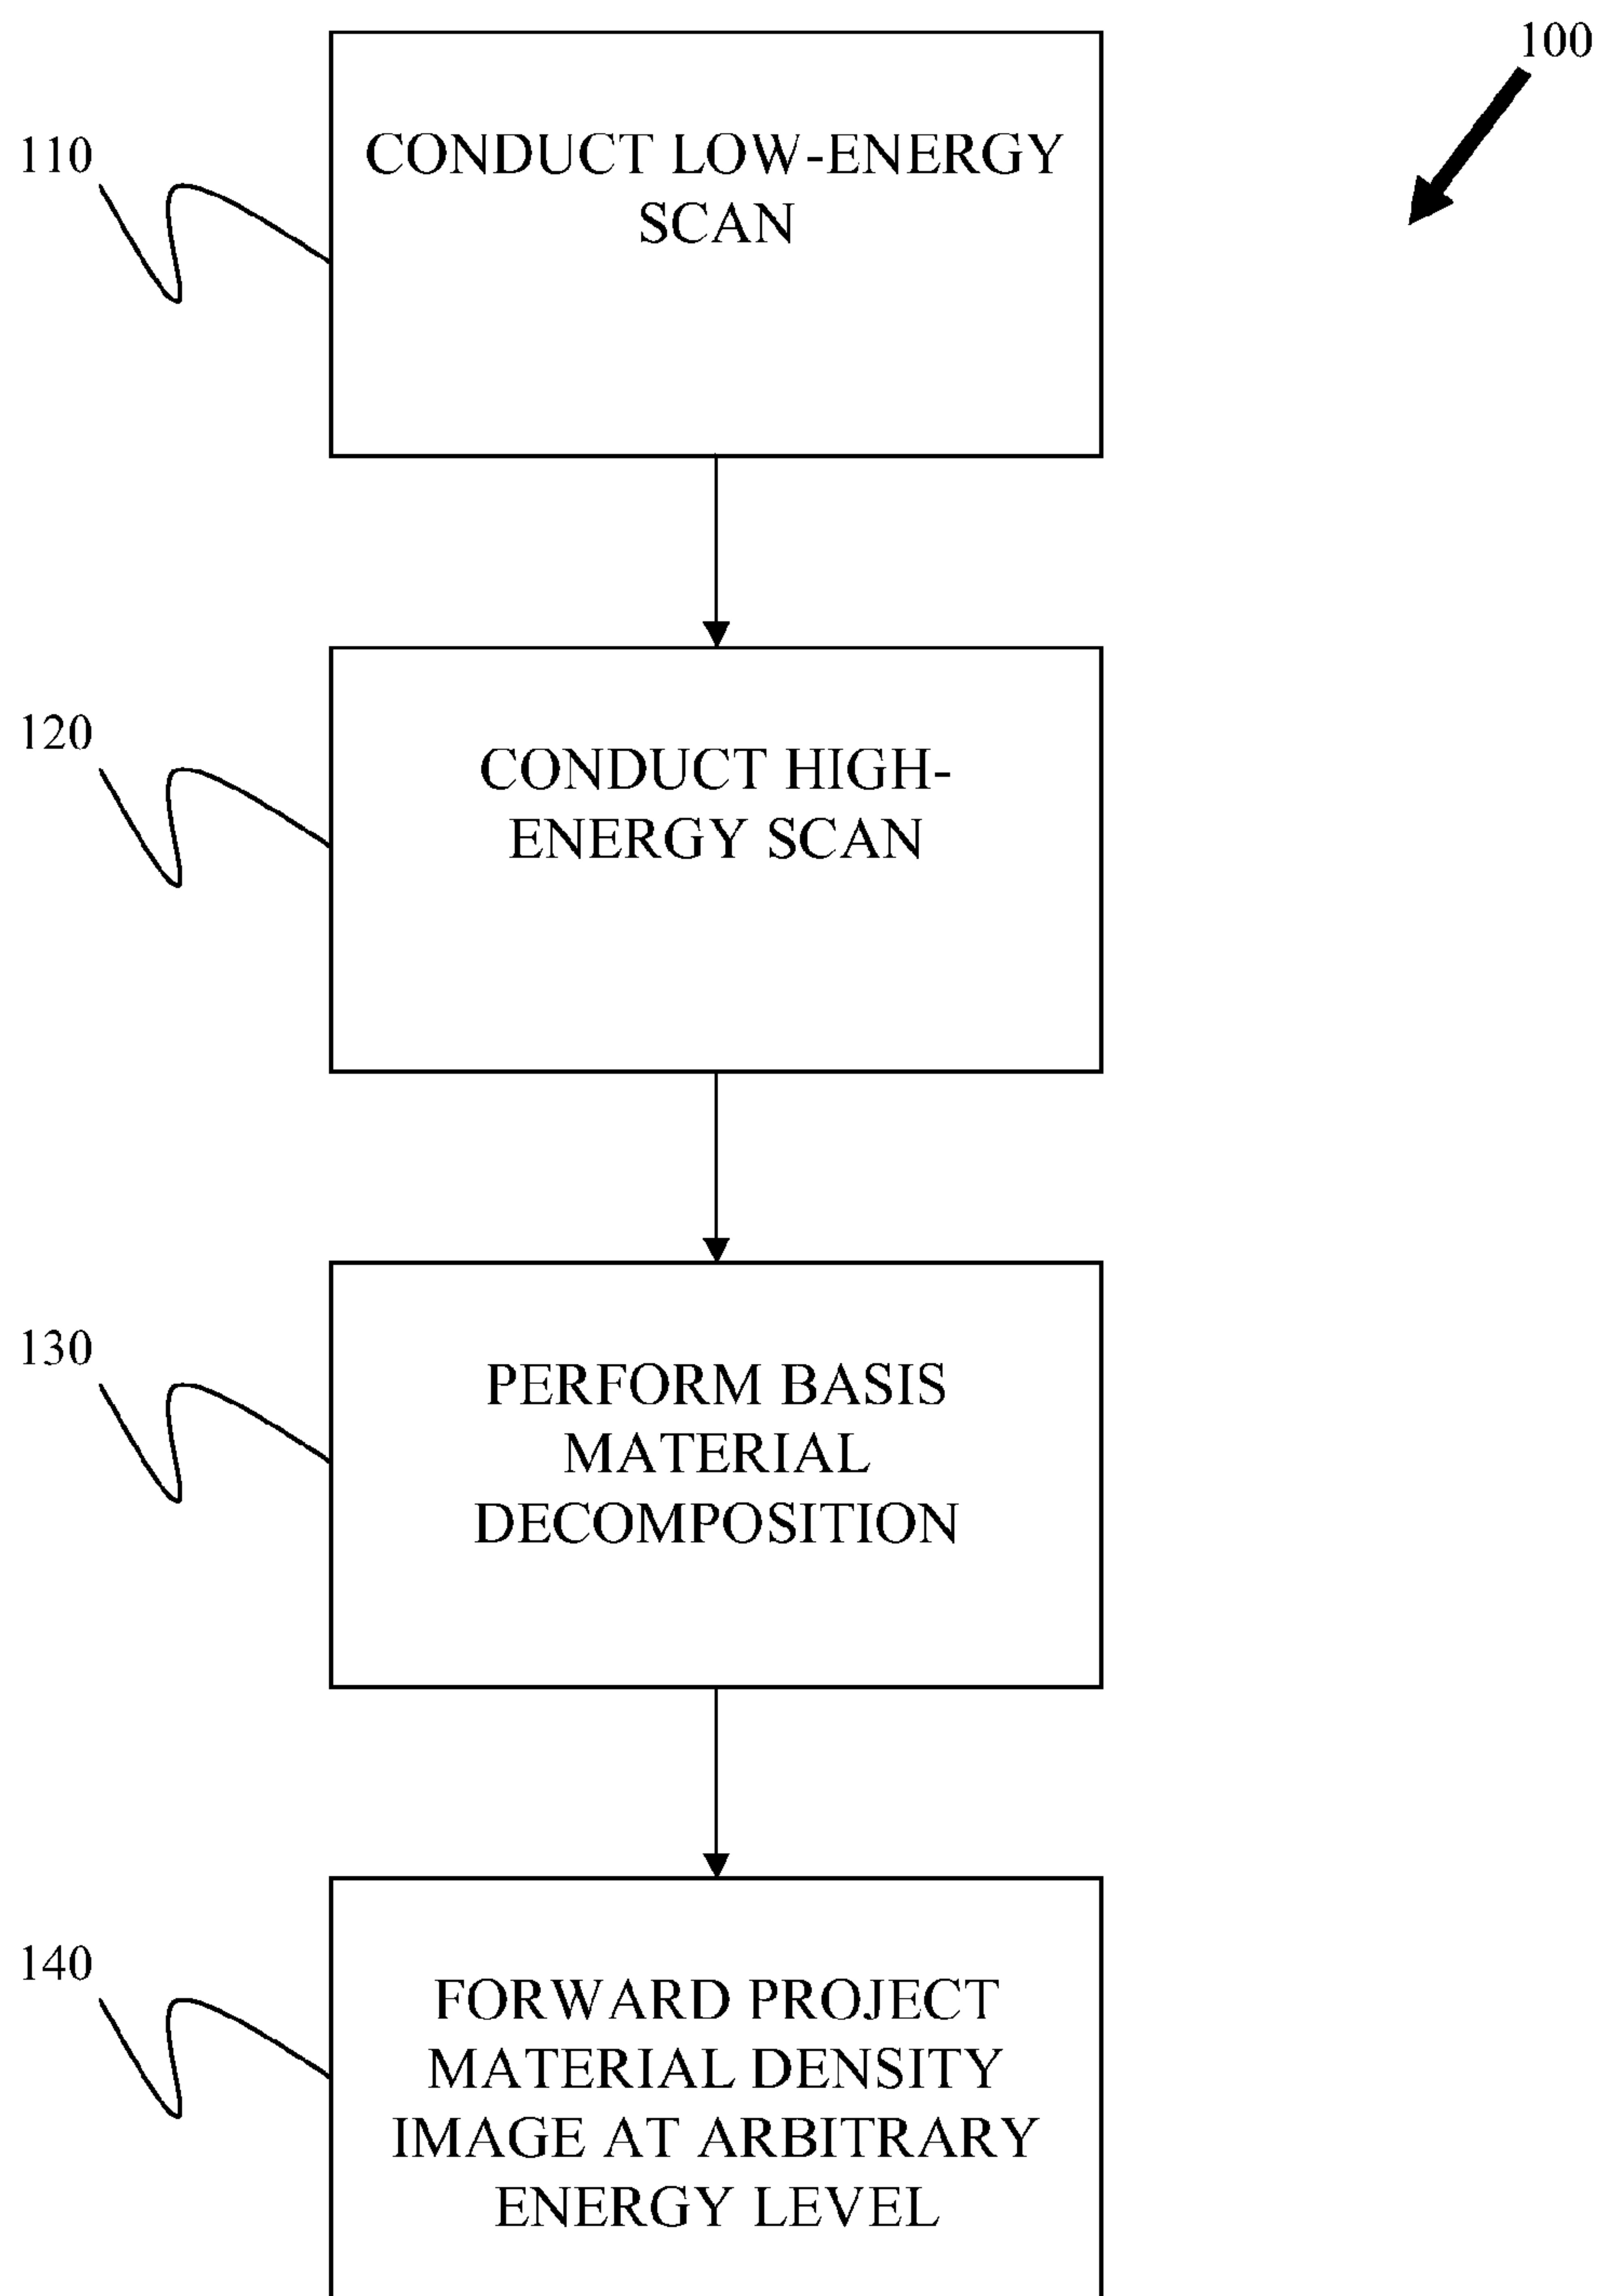 100
110
CONDUCT LOW-ENERGY
SCAN
120
CONDUCT HIGH-
ENERGY SCAN
130
PERFORM BASIS
MATERIAL
DECOMPOSITION
140
FORWARD PROJECT
MATERIAL DENSITY
IMAGE AT ARBITRARY
ENERGY LEVEL